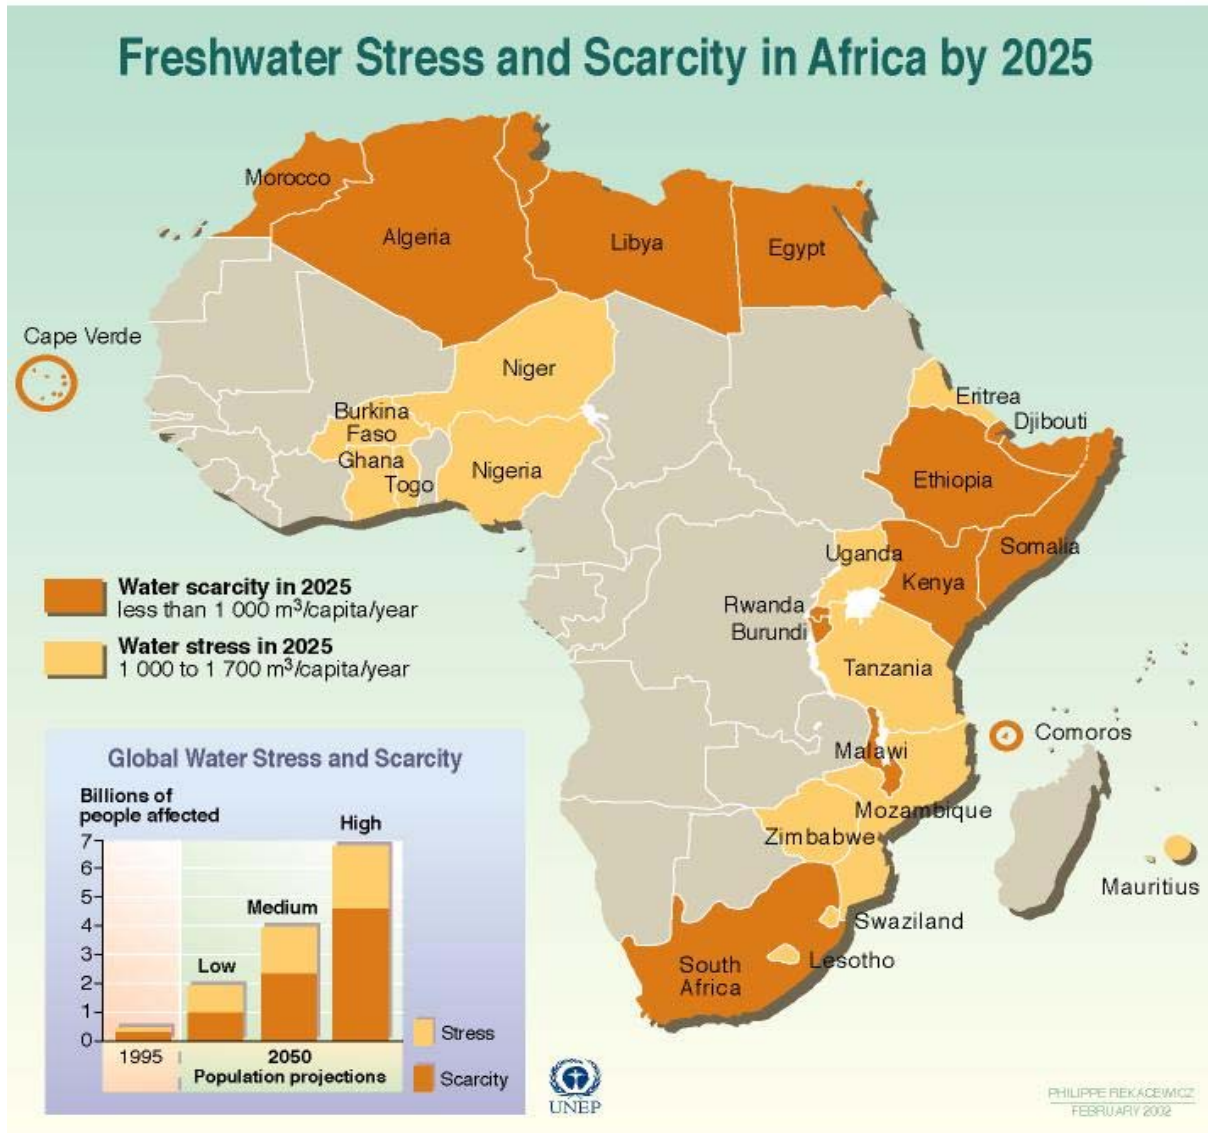 Freshwater Stress and Scarcity in Africa by 2025
Morocco
Algeria
Libya
Egypt
Cape Verde
Niger
Burkina
Faso
Ghana
Togo
Nigeria
Eritrea
Djibouti
Ethiopia
Somalia
Uganda
Kenya
Rwanda
Burundi
Tanzania
Malawi
Comoros
Mozambique
Zimbabwe
Mauritius
Swaziland
Lesotho
South
Africa
Water scarcity in 2025
less than 1 000 m³/capita/year
Water stress in 2025
1 000 to 1 700 m³/capita/year
Global Water Stress and Scarcity
Billions of
people affected
7
6
5
4
3
2
1
0
Low
Medium
High
1995
2050
Population projections
Stress
Scarcity
UNEP
PHILIPPE REKACEWICZ
FEBRUARY 2002